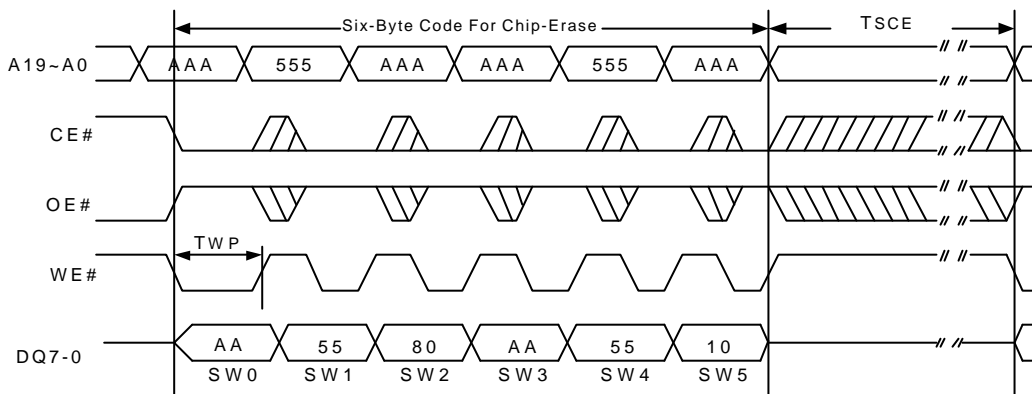 Six-Byte Code For Chip-Erase TSCE
A19~A0 AAA 555 AAA AAA 555 AAA
CE#
OE#
TWP
WE#
DQ7-0 AA 55 80 AA 55 10
SW0 SW1 SW2 SW3 SW4 SW5